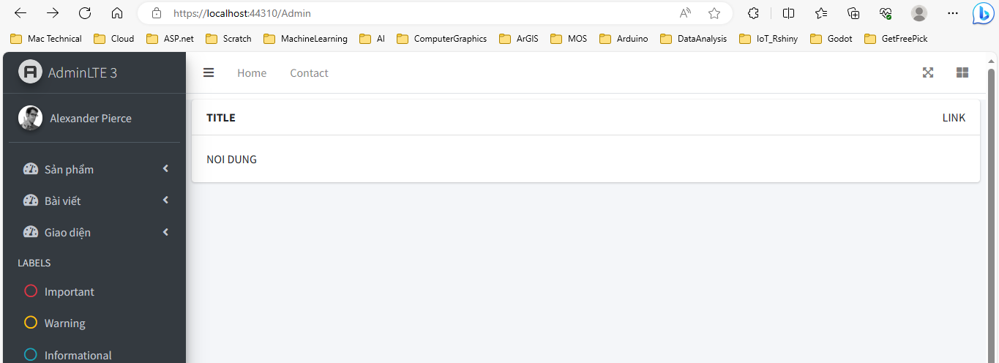 https://localhost:44310/Admin
Mac Technical Cloud ASP.net Scratch MachineLearning AI ComputerGraphics ArGIS MOS Arduino DataAnalysis IoT_Rshiny Godot GetFreePick
AdminLTE 3
Home Contact
Alexander Pierce
TITLE LINK
NOI DUNG
Sản phẩm
Bài viết
Giao diện
LABELS
Important
Warning
Informational